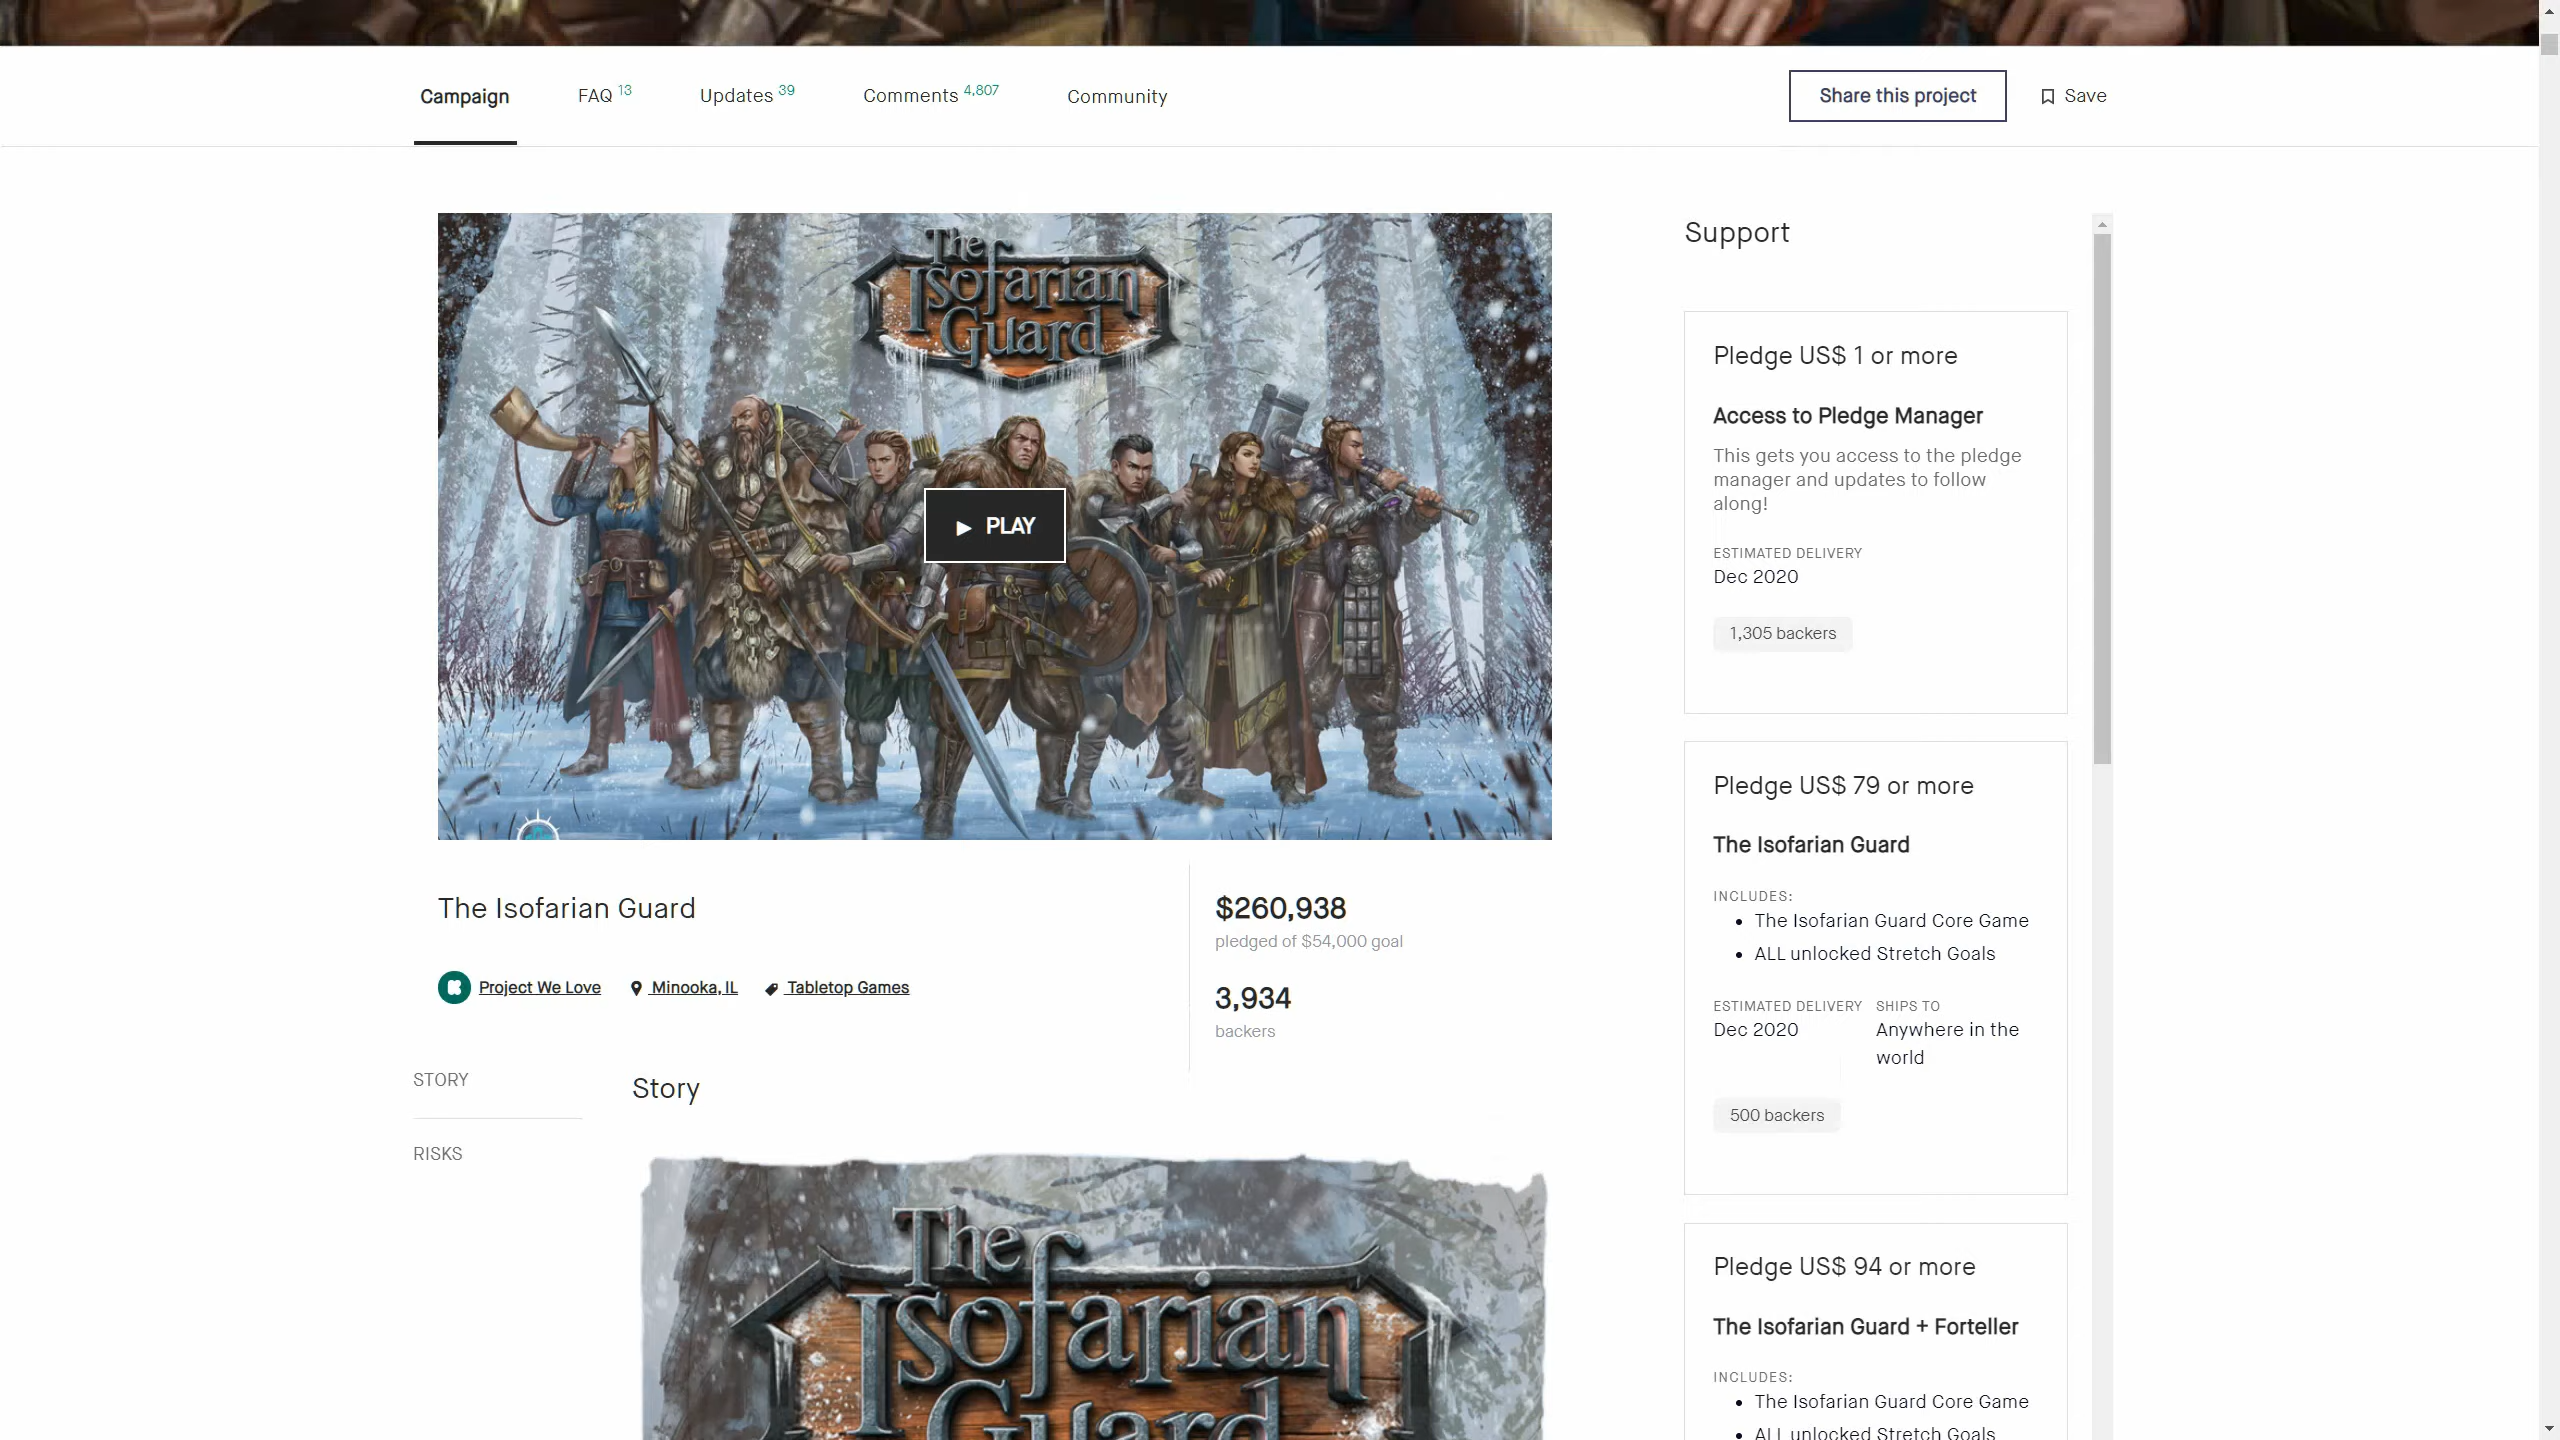 Campaign
FAQ 13
Updates 39
Comments 4,807
Community
Share this project
Save
The
Isofarian
Guard
PLAY
The Isofarian Guard
Project We Love
Minooka, IL
Tabletop Games
$260,938
pledged of $54,000 goal
3,934
backers
STORY
RISKS
Story
The
Isofarian
Guard
Support
Pledge US$ 1 or more
Access to Pledge Manager
This gets you access to the pledge
manager and updates to follow
along!
ESTIMATED DELIVERY
Dec 2020
1,305 backers
Pledge US$ 79 or more
The Isofarian Guard
INCLUDES:
• The Isofarian Guard Core Game
• ALL unlocked Stretch Goals
ESTIMATED DELIVERY SHIPS TO
Dec 2020 Anywhere in the
world
500 backers
Pledge US$ 94 or more
The Isofarian Guard + Forteller
INCLUDES:
• The Isofarian Guard Core Game
• ALL unlocked Stretch Goals